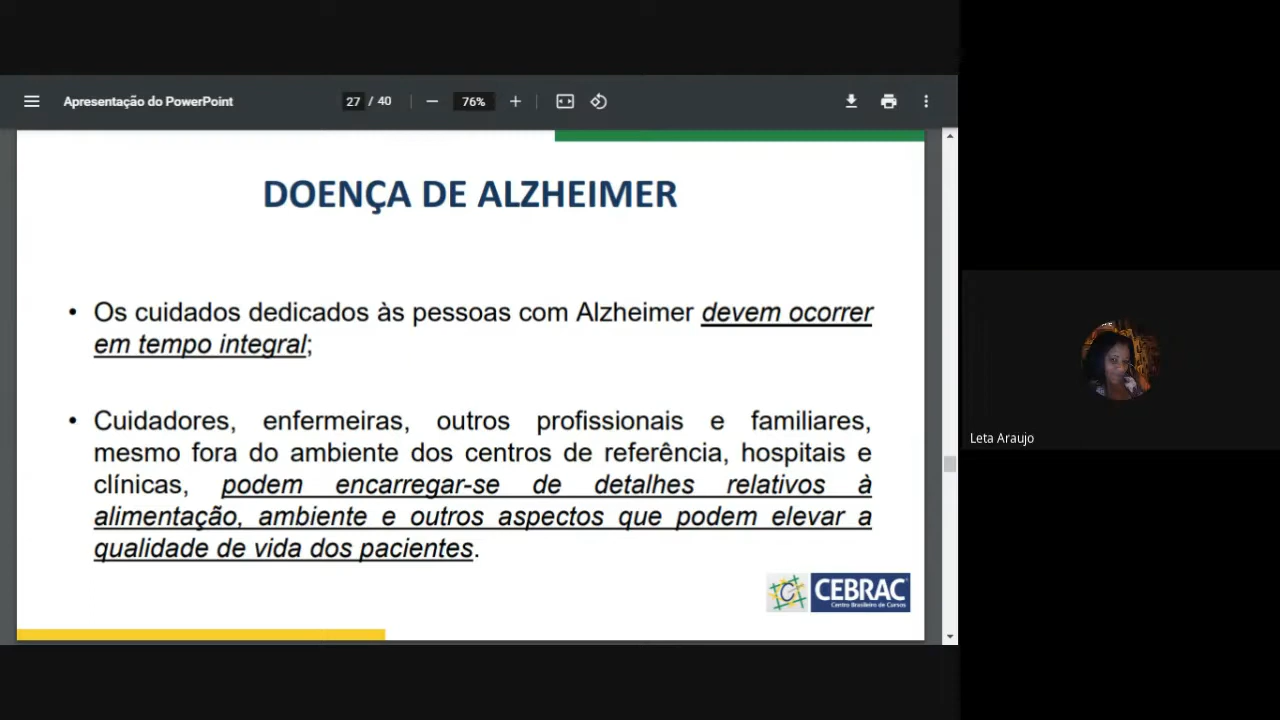 Apresentação do PowerPoint
27 / 40
76%
DOENÇA DE ALZHEIMER
• Os cuidados dedicados às pessoas com Alzheimer devem ocorrer
em tempo integral;
• Cuidadores, enfermeiras, outros profissionais e familiares,
mesmo fora do ambiente dos centros de referência, hospitais e
clínicas, podem encarregar-se de detalhes relativos à
alimentação, ambiente e outros aspectos que podem elevar a
qualidade de vida dos pacientes.
C CEBRAC
Centro Brasileiro de Cursos
Leta Araujo